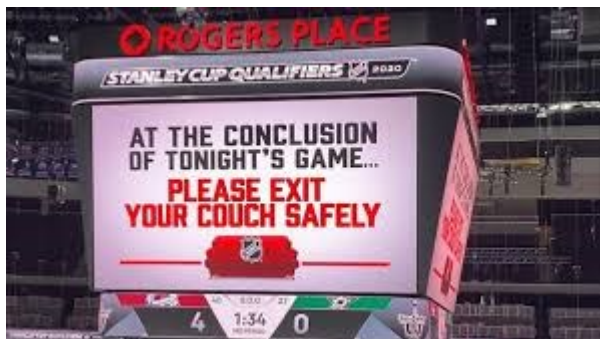 ROGERS PLACE
STANLEY CUP QUALIFIERS 2020
AT THE CONCLUSION
OF TONIGHT'S GAME...
PLEASE EXIT
YOUR COUCH SAFELY
4 1:34 0